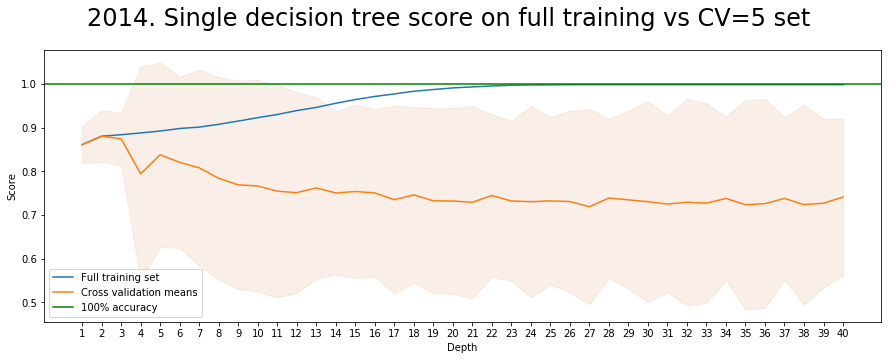 2014. Single decision tree score on full training vs CV=5 set
Score
1.0
0.9
0.8
0.7
0.6
0.5
Full training set
Cross validation means
100% accuracy
1 2 3 4 5 6 7 8 9 10 11 12 13 14 15 16 17 18 19 20 21 22 23 24 25 26 27 28 29 30 31 32 33 34 35 36 37 38 39 40
Depth